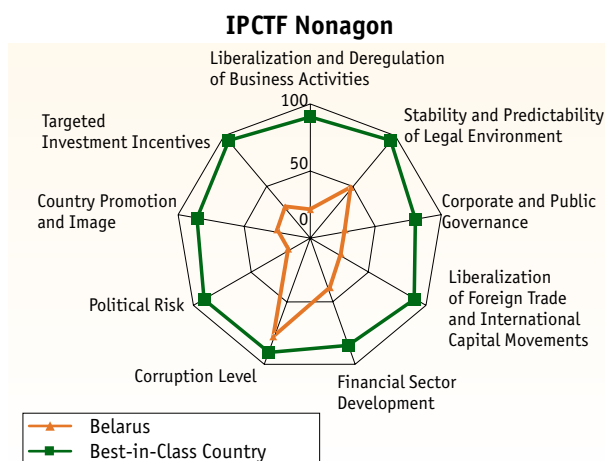 IPCTF Nonagon
Liberalization and Deregulation
of Business Activities
100
Targeted
Investment Incentives
Stability and Predictability
of Legal Environment
50
Country Promotion
and Image
Corporate and Public
Governance
0
Liberalization
of Foreign Trade
and International
Capital Movements
Political Risk
Corruption Level
Financial Sector
Development
Belarus
Best-in-Class Country